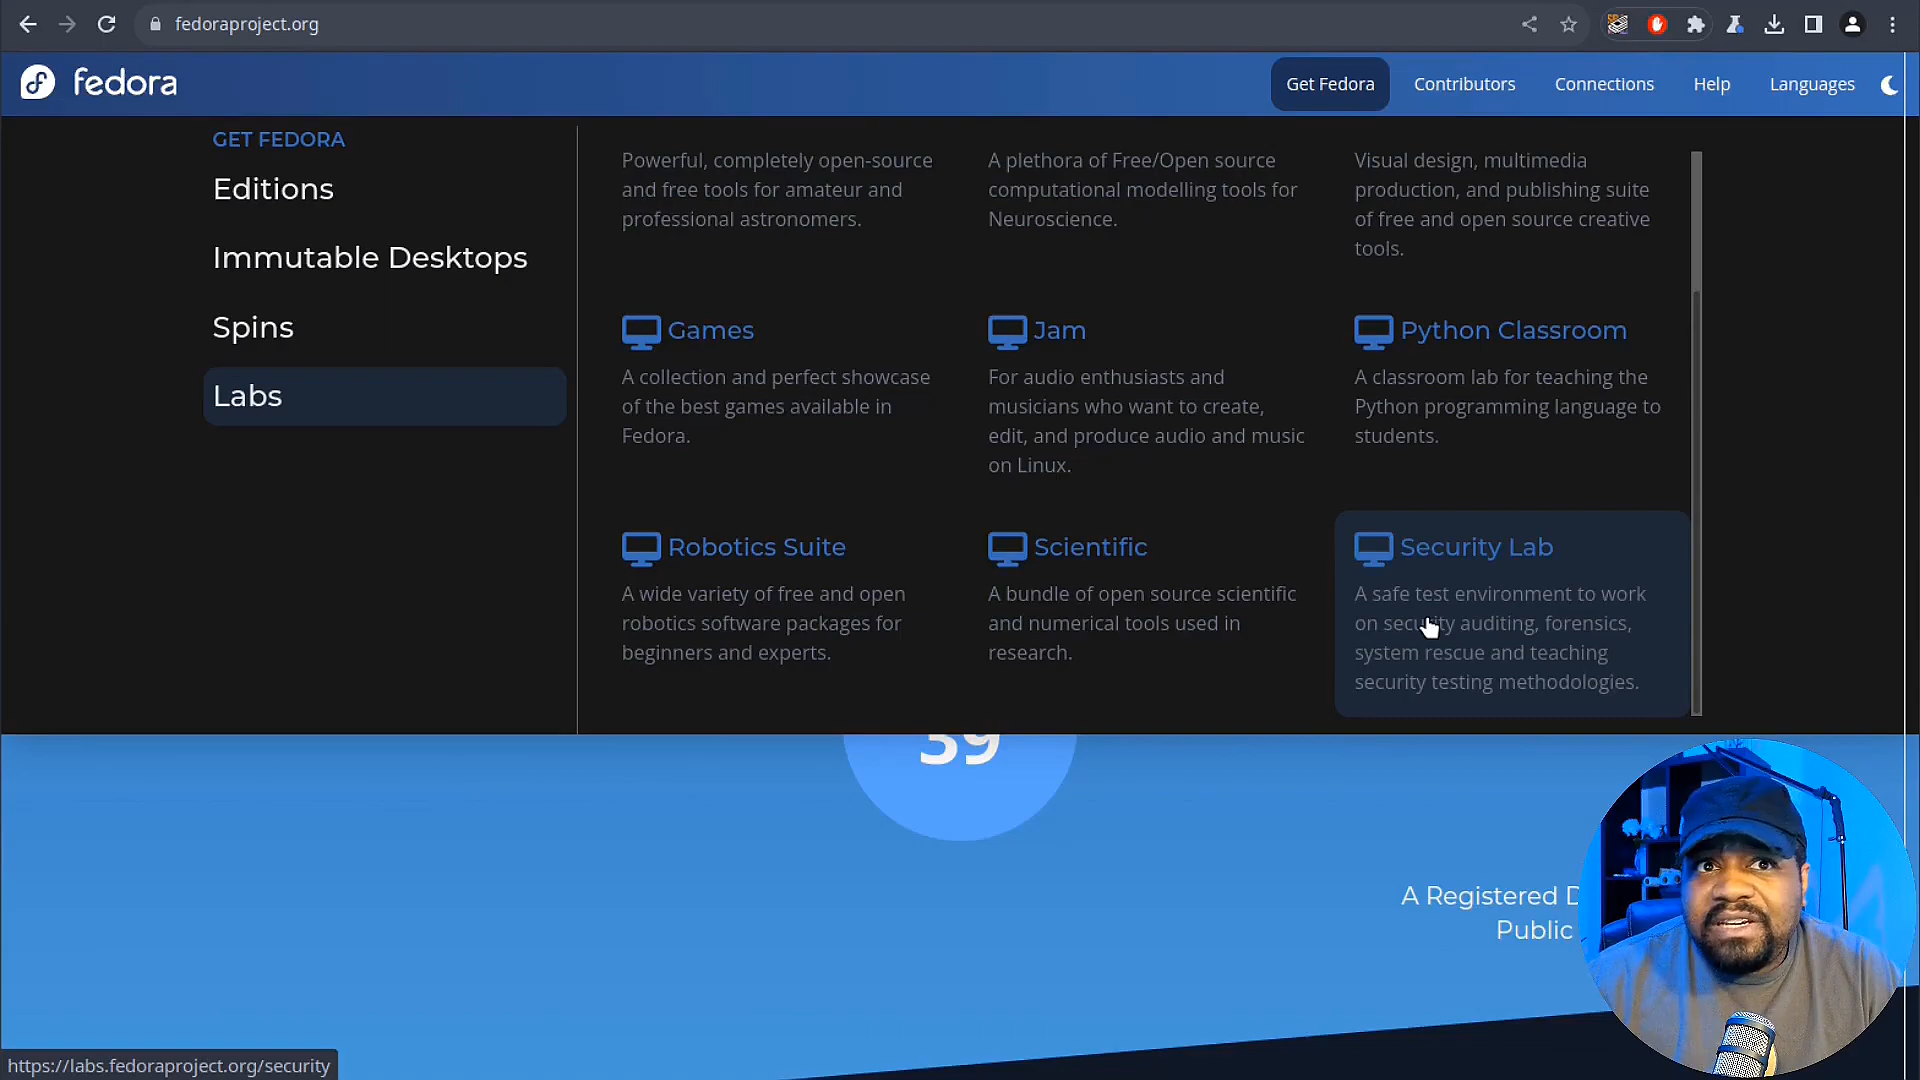 fedoraproject.org
fedora
Get Fedora
Contributors
Connections
Help
Languages
GET FEDORA
Editions
Immutable Desktops
Spins
Labs
Powerful, completely open-source
and free tools for amateur and
professional astronomers.
A plethora of Free/Open source
computational modelling tools for
Neuroscience.
Visual design, multimedia
production, and publishing suite
of free and open source creative
tools.
Games
A collection and perfect showcase
of the best games available in
Fedora.
Jam
For audio enthusiasts and
musicians who want to create,
edit, and produce audio and music
on Linux.
Python Classroom
A classroom lab for teaching the
Python programming language to
students.
Robotics Suite
A wide variety of free and open
robotics software packages for
beginners and experts.
Scientific
A bundle of open source scientific
and numerical tools used in
research.
Security Lab
A safe test environment to work
on security auditing, forensics,
system rescue and teaching
security testing methodologies.
39
A Registered D
Public
https://labs.fedoraproject.org/security